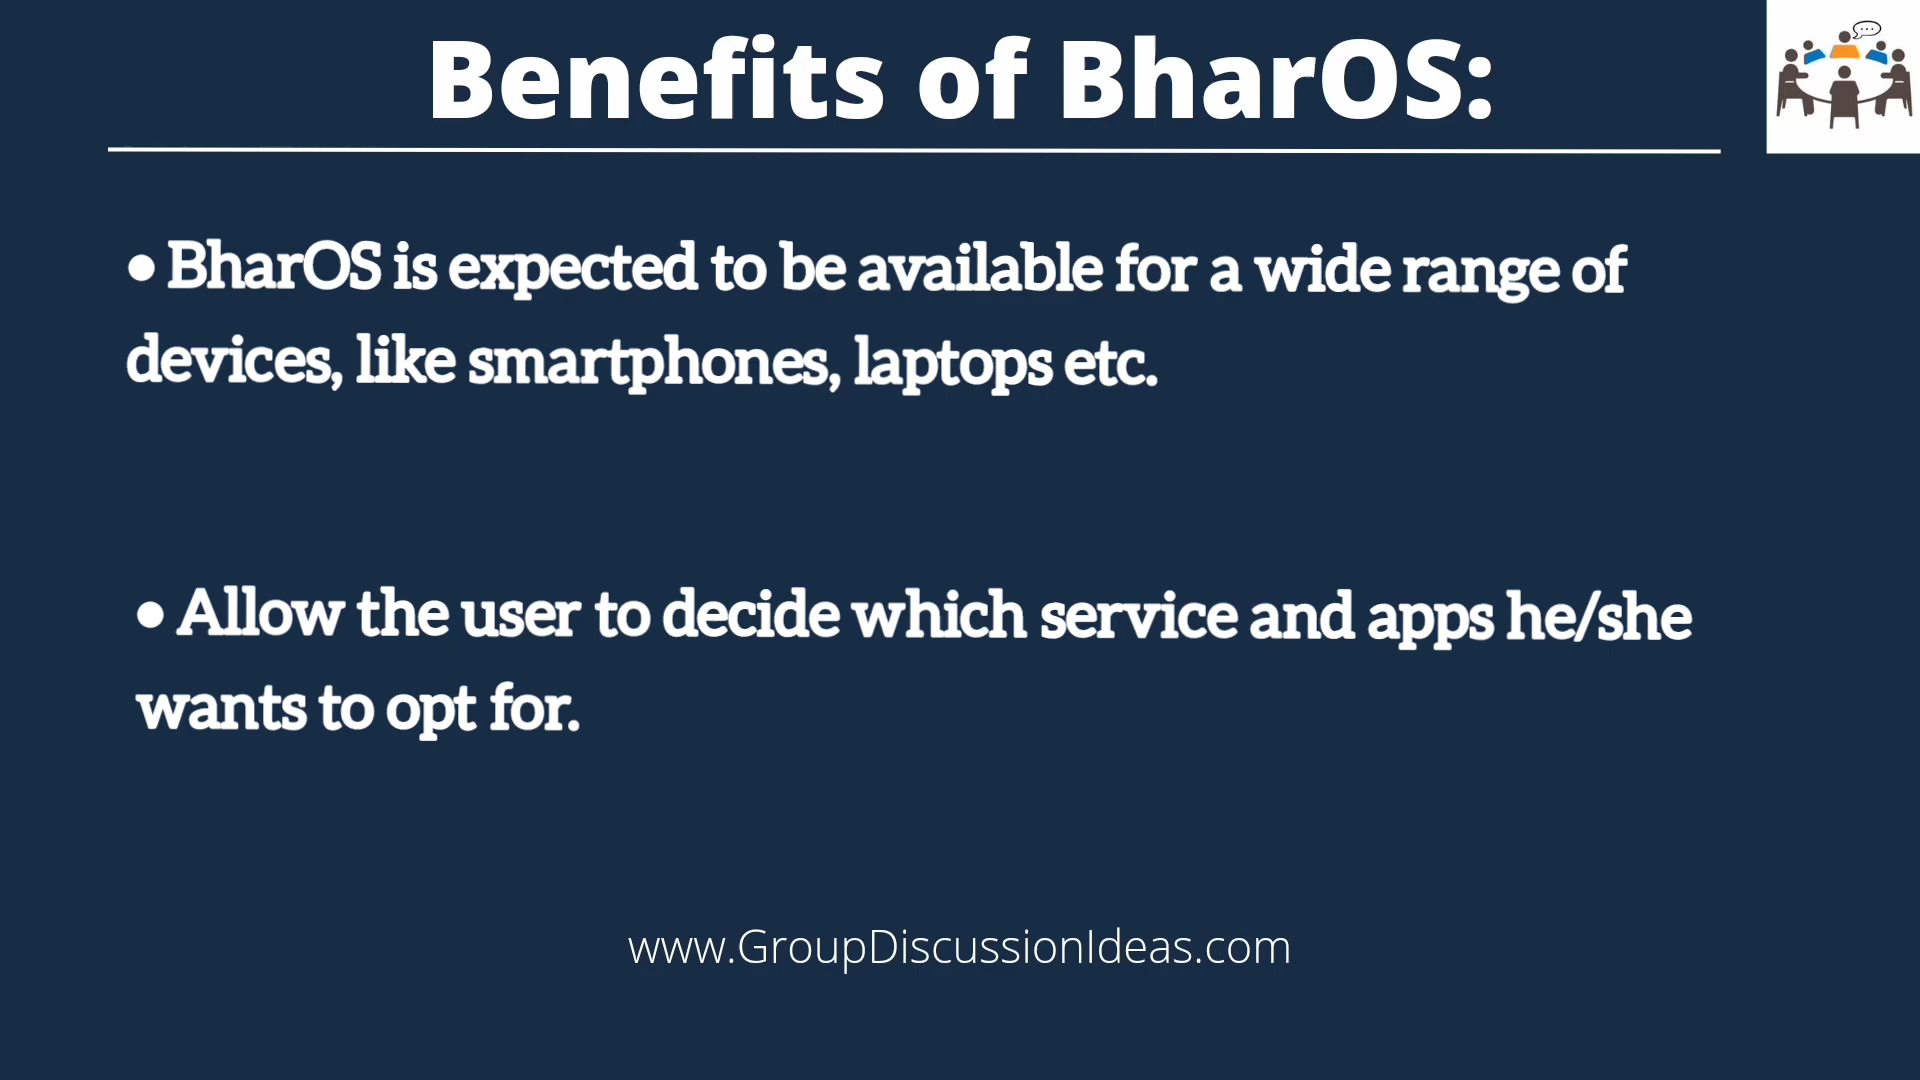 Benefits of BharOS:
● BharOS is expected to be available for a wide range of
devices, like smartphones, laptops etc.
● Allow the user to decide which service and apps he/she
wants to opt for.
www.GroupDiscussionIdeas.com